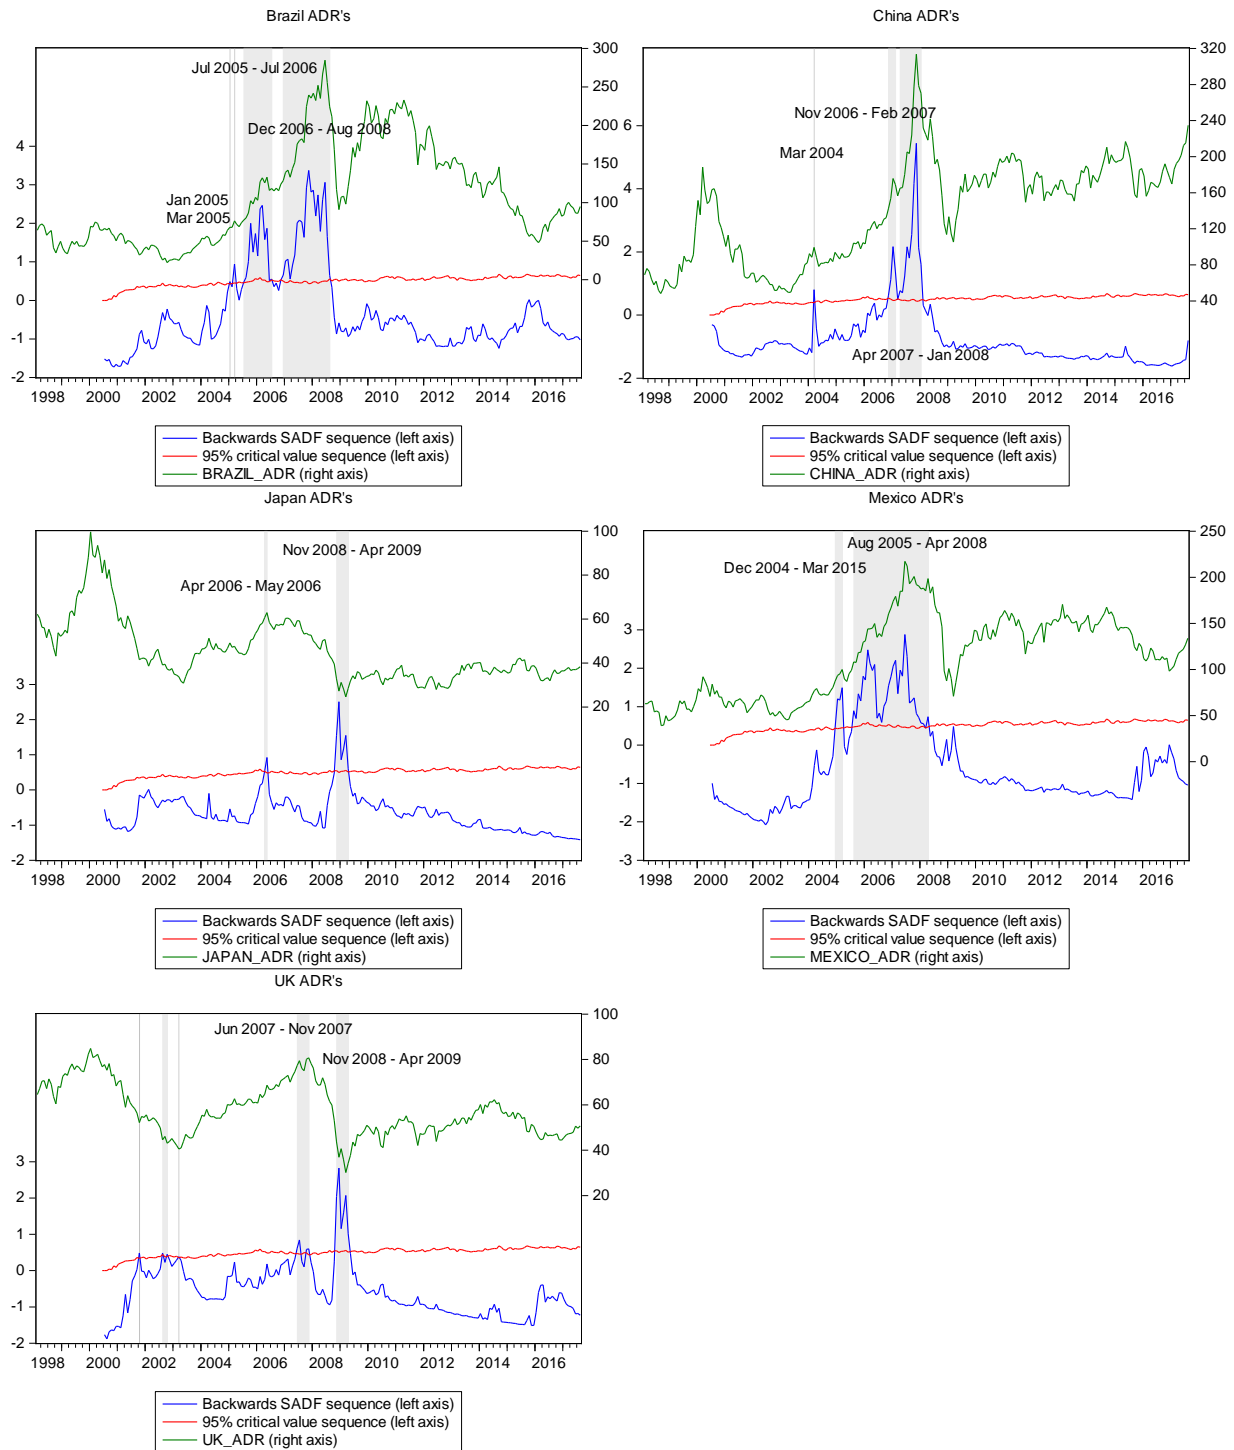 Brazil ADR's
300
250
200
150
100
50
0
4
3
2
1
0
-1
-2
Jul 2005 - Jul 2006
Dec 2006 - Aug 2008
Jan 2005
Mar 2005
1998 2000 2002 2004 2006 2008 2010 2012 2014 2016
Backwards SADF sequence (left axis)
95% critical value sequence (left axis)
BRAZIL_ADR (right axis)
China ADR's
320
280
240
200
160
120
80
40
6
4
2
0
-2
Nov 2006 - Feb 2007
Mar 2004
Apr 2007 - Jan 2008
1998 2000 2002 2004 2006 2008 2010 2012 2014 2016
Backwards SADF sequence (left axis)
95% critical value sequence (left axis)
CHINA_ADR (right axis)
Japan ADR's
100
80
60
40
20
3
2
1
0
-1
-2
Nov 2008 - Apr 2009
Apr 2006 - May 2006
1998 2000 2002 2004 2006 2008 2010 2012 2014 2016
Backwards SADF sequence (left axis)
95% critical value sequence (left axis)
JAPAN_ADR (right axis)
Mexico ADR's
250
200
150
100
50
0
3
2
1
0
-1
-2
-3
Aug 2005 - Apr 2008
Dec 2004 - Mar 2015
1998 2000 2002 2004 2006 2008 2010 2012 2014 2016
Backwards SADF sequence (left axis)
95% critical value sequence (left axis)
MEXICO_ADR (right axis)
UK ADR's
100
80
60
40
20
3
2
1
0
-1
-2
Jun 2007 - Nov 2007
Nov 2008 - Apr 2009
1998 2000 2002 2004 2006 2008 2010 2012 2014 2016
Backwards SADF sequence (left axis)
95% critical value sequence (left axis)
UK_ADR (right axis)